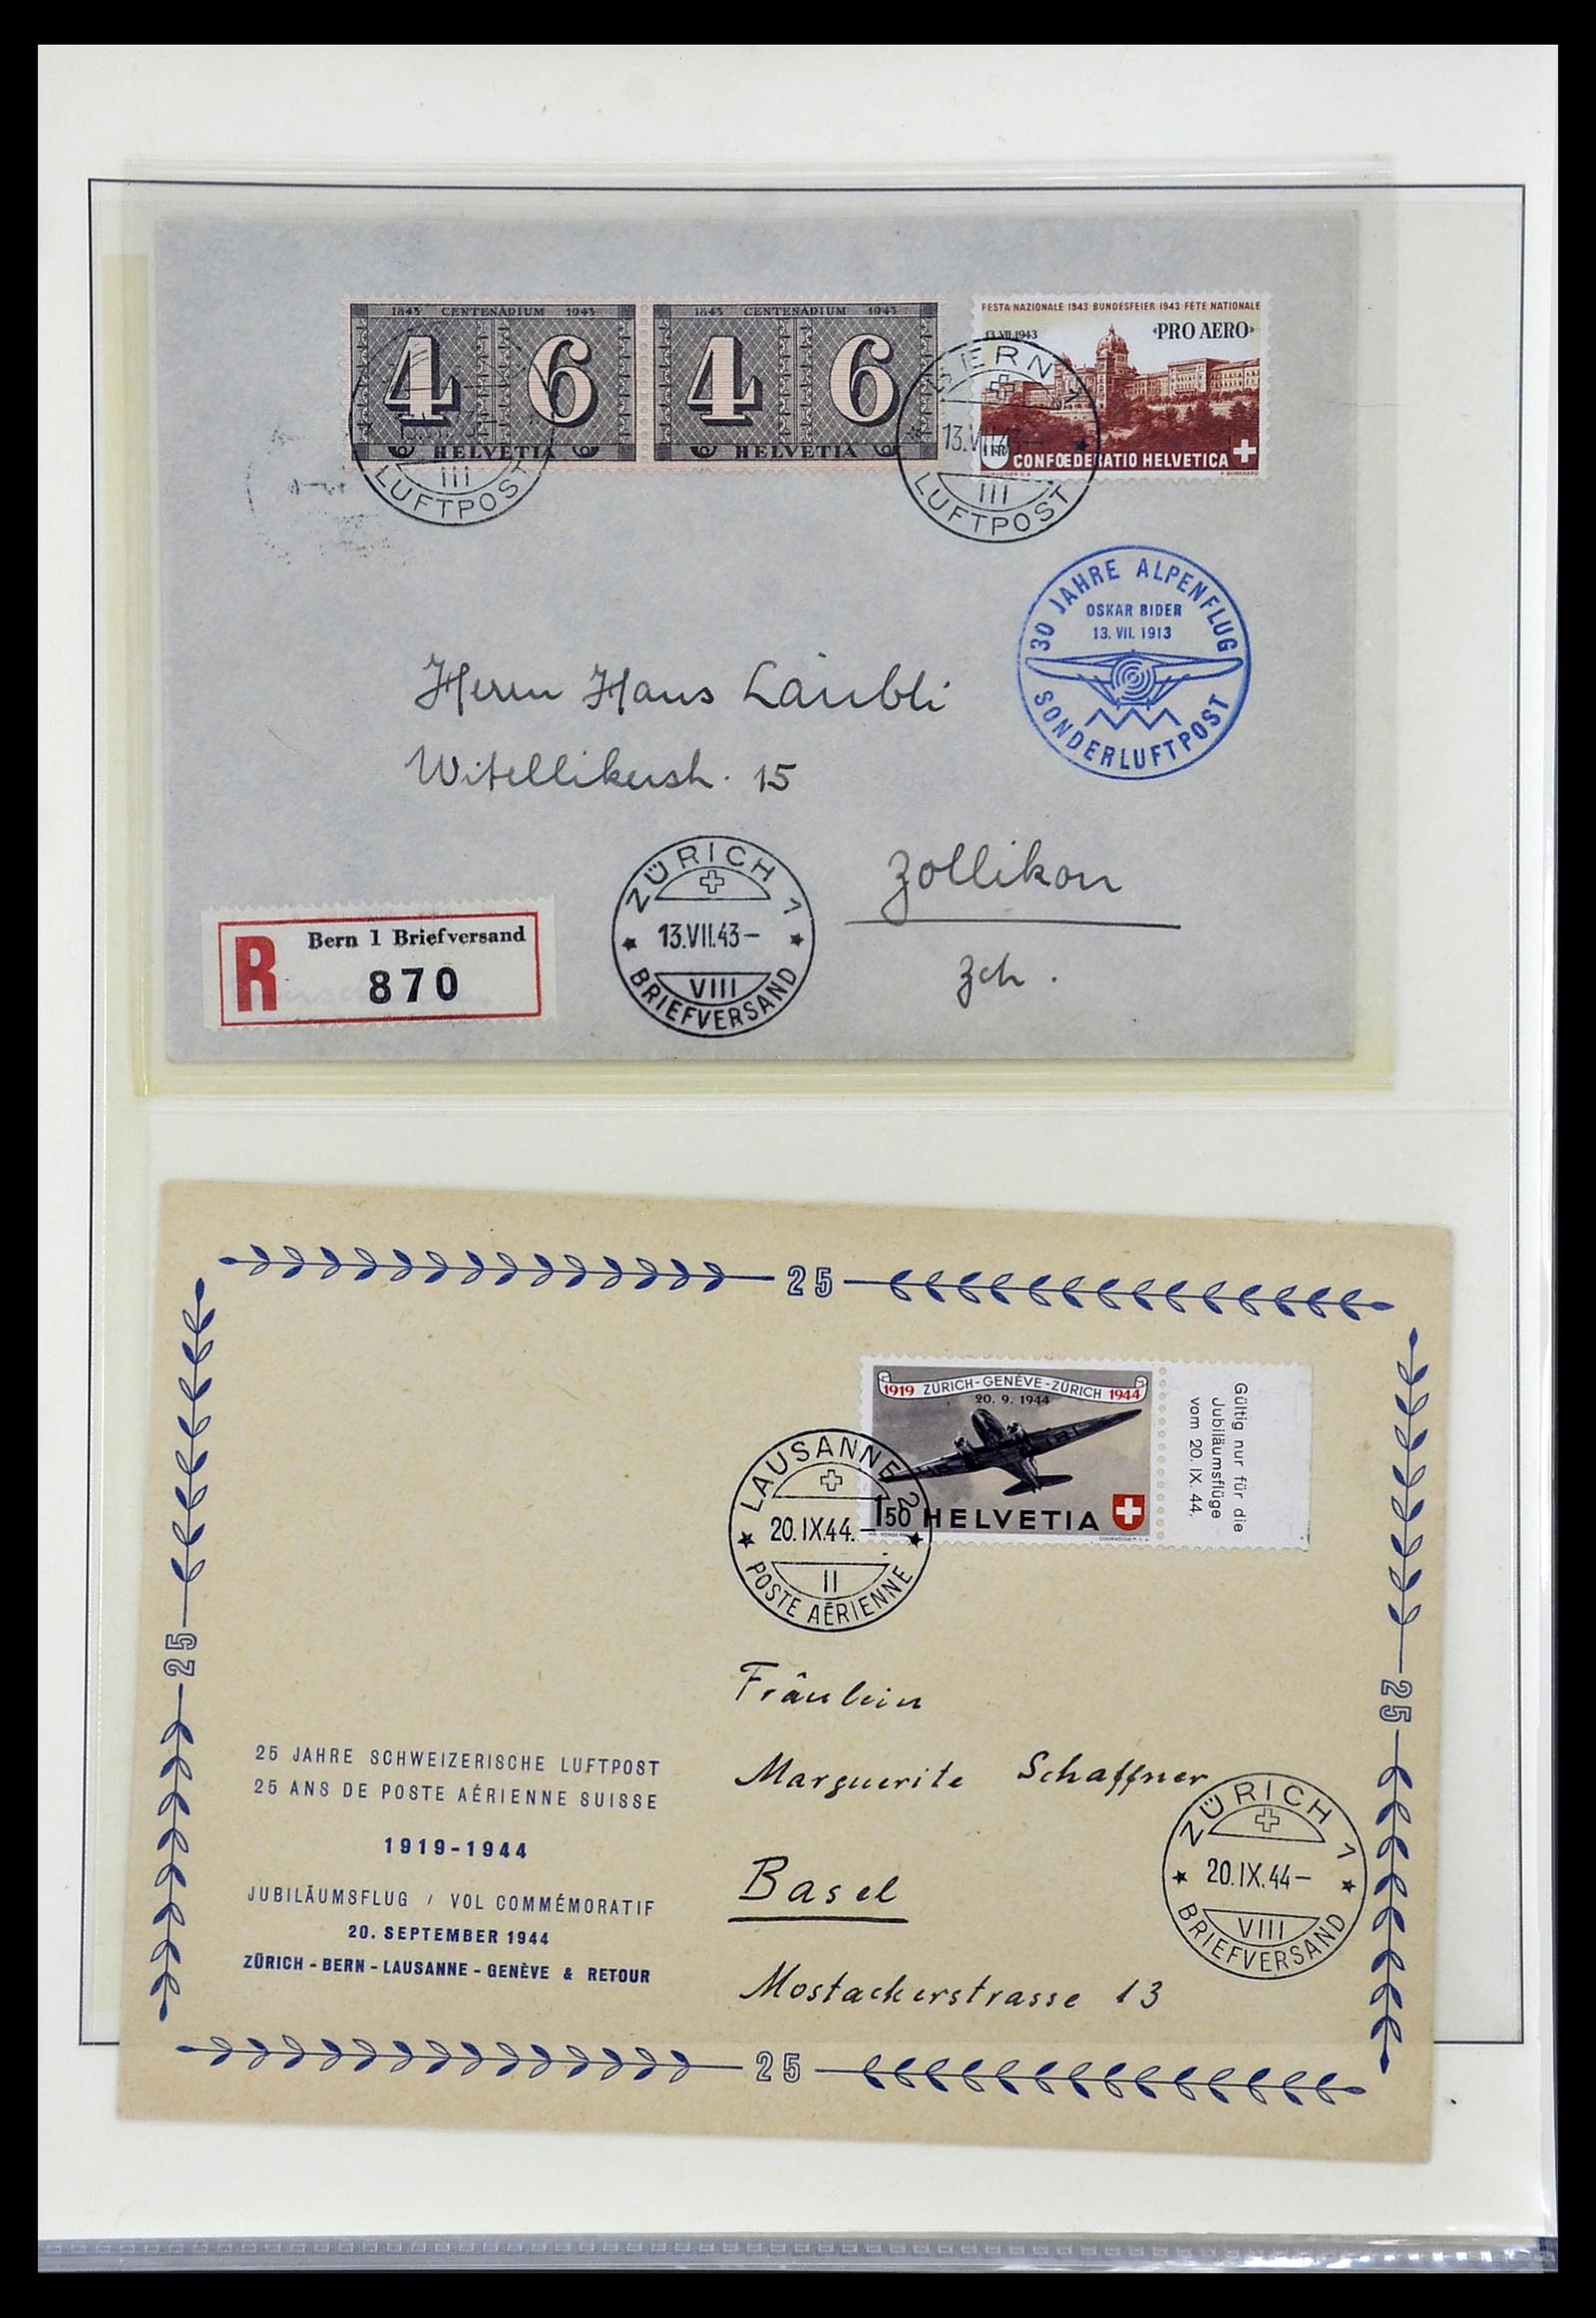 1843 CENTENARIUM 1943
4 6
HELVETIA
1843 CENTENARIUM 1943
4 6
HELVETIA
FESTA NAZIONALE 1943 BUNDESFEIER 1943 FÊTE NATIONALE
13.VII.1943
«PRO AERO»
1 FR
CONFŒDERATIO HELVETICA
III
LUFTPOST
BERN 1
13.VII.43–
III
LUFTPOST
30 JAHRE ALPENFLUG
OSKAR BIDER
13. VII. 1913
SONDERLUFTPOST
Herrn Hans Läubli
Witellikerstr. 15
Zollikon
Zch.
R
Bern 1 Briefversand
870
ZÜRICH 1
13.VII.43–
VIII
BRIEFVERSAND
25
25
25
25
1919 ZÜRICH-GENÈVE-ZÜRICH 1944
20. 9. 1944
150 HELVETIA
Gültig nur für die
Jubiläumsflüge
vom 20. IX. 44.
LAUSANNE 2
20.IX.44.–
II
POSTE AÉRIENNE
Fräulein
Marguerite Schaffner
Basel
Mostackerstrasse 13
ZÜRICH 1
20.IX.44–
VIII
BRIEFVERSAND
25 JAHRE SCHWEIZERISCHE LUFTPOST
25 ANS DE POSTE AÉRIENNE SUISSE
1919-1944
JUBILÄUMSFLUG / VOL COMMÉMORATIF
20. SEPTEMBER 1944
ZÜRICH - BERN - LAUSANNE - GENÈVE & RETOUR